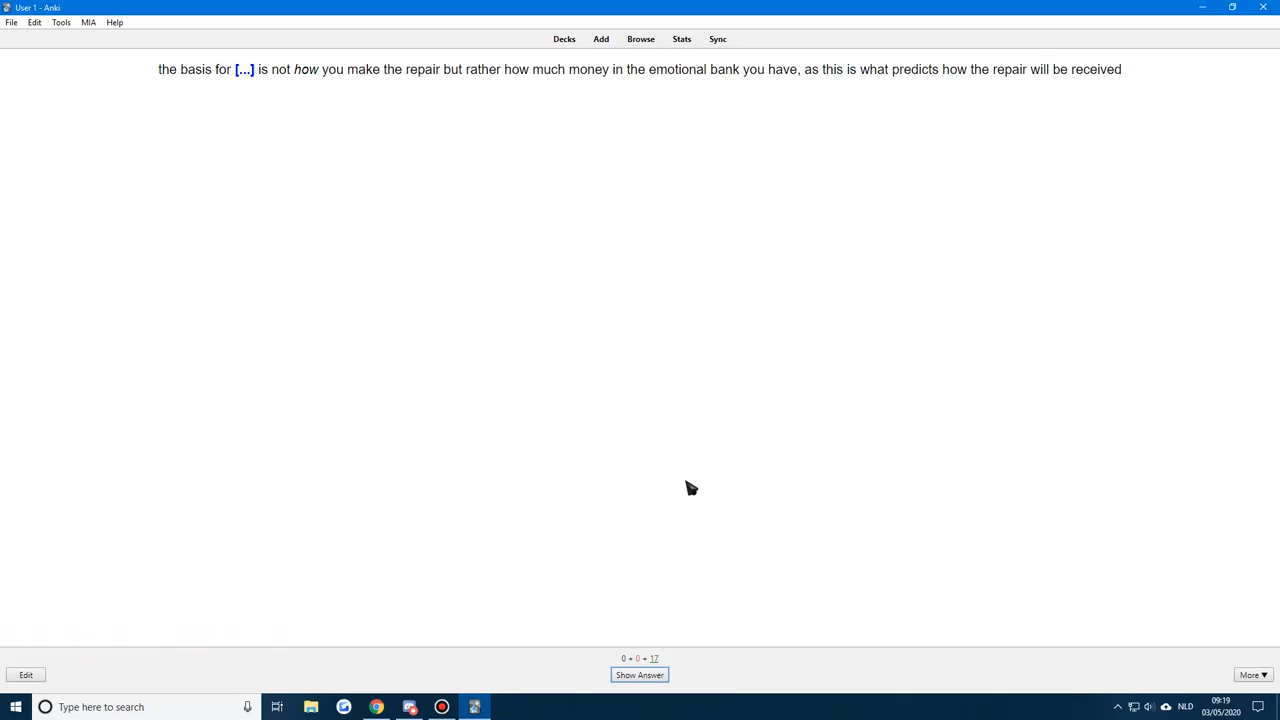 User 1 - Anki
File Edit Tools MIA Help
Decks Add Browse Stats Sync
the basis for [...] is not how you make the repair but rather how much money in the emotional bank you have, as this is what predicts how the repair will be received
0 + 0 + 17
Edit Show Answer More ▼
Type here to search
NLD
09:19
03/05/2020